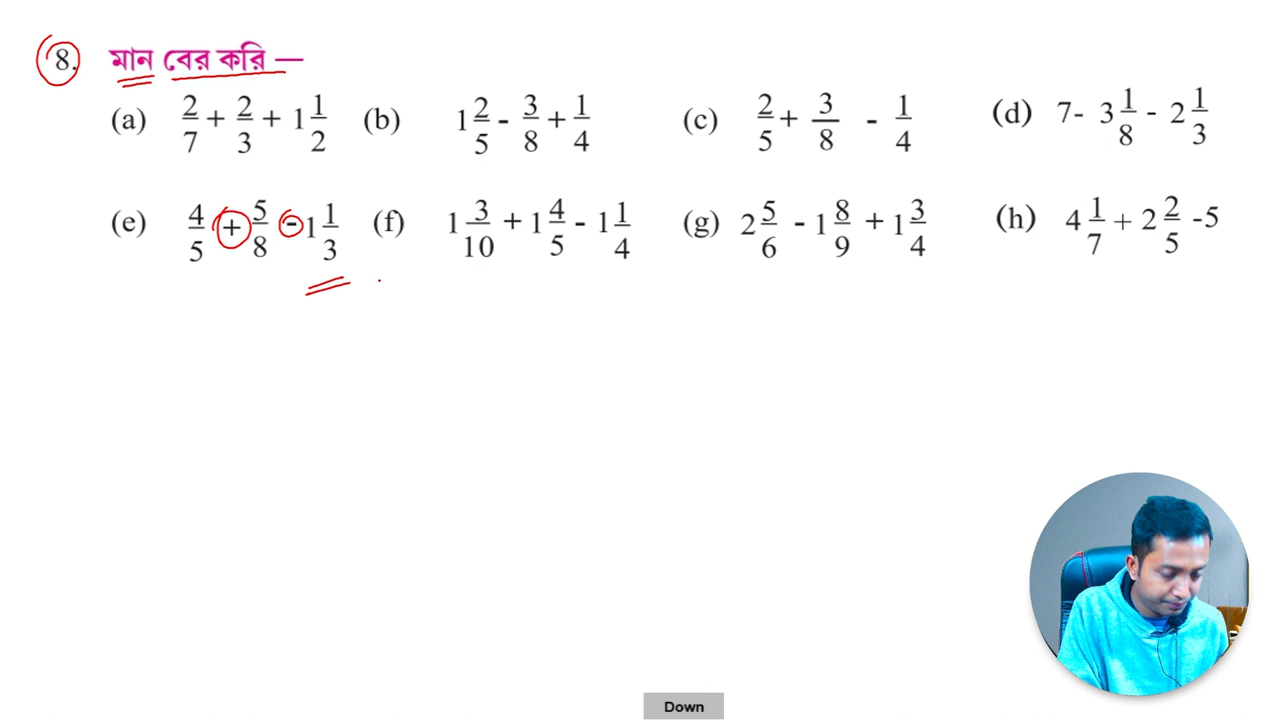 8. মান বের করি —
(a) 2/7 + 2/3 + 1 1/2 (b) 1 2/5 - 3/8 + 1/4 (c) 2/5 + 3/8 - 1/4 (d) 7- 3 1/8 - 2 1/3
(e) 4/5 + 5/8 - 1 1/3 (f) 1 3/10 + 1 4/5 - 1 1/4 (g) 2 5/6 - 1 8/9 + 1 3/4 (h) 4 1/7 + 2 2/5 -5
Down